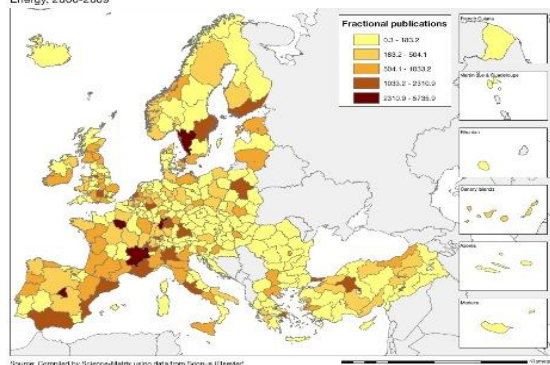 Energy, 2000-2009
Fractional publications
0.3 - 183.2
183.2 - 504.1
504.1 - 1033.2
1033.2 - 2310.9
2310.9 - 5735.9
French Guiana
Martinique & Guadeloupe
Réunion
Canary Islands
Azores
Madeira
Source: Compiled by Science-Metrix using data from Scopus (Elsevier)